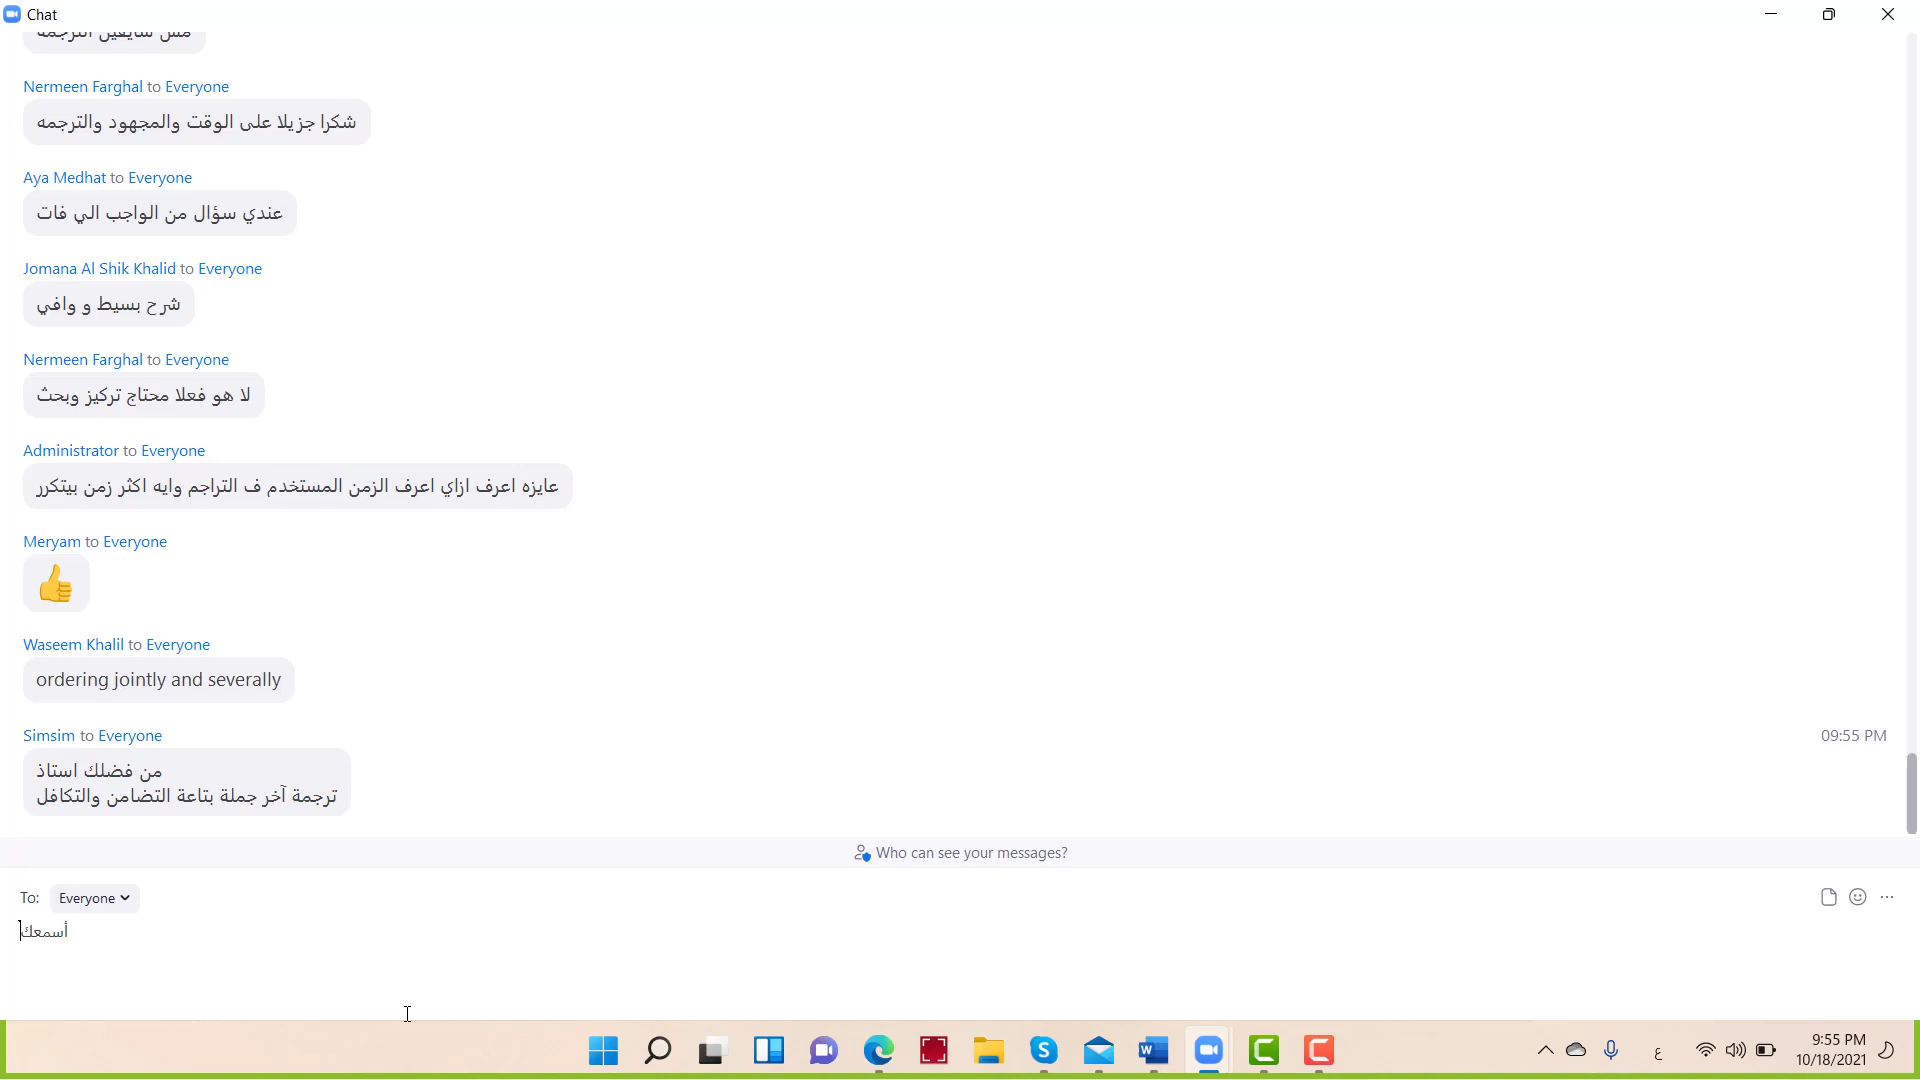 Chat
مش شايفين الترجمة
Nermeen Farghal to Everyone
شكرا جزيلا على الوقت والمجهود والترجمه
Aya Medhat to Everyone
عندي سؤال من الواجب الي فات
Jomana Al Shik Khalid to Everyone
شرح بسيط و وافي
Nermeen Farghal to Everyone
لا هو فعلا محتاج تركيز وبحث
Administrator to Everyone
عايزه اعرف ازاي اعرف الزمن المستخدم ف التراجم وايه اكثر زمن بيتكرر
Meryam to Everyone
Waseem Khalil to Everyone
ordering jointly and severally
Simsim to Everyone 09:55 PM
من فضلك استاذ
ترجمة آخر جملة بتاعة التضامن والتكافل
Who can see your messages?
To: Everyone
أسمعك
ع
9:55 PM
10/18/2021